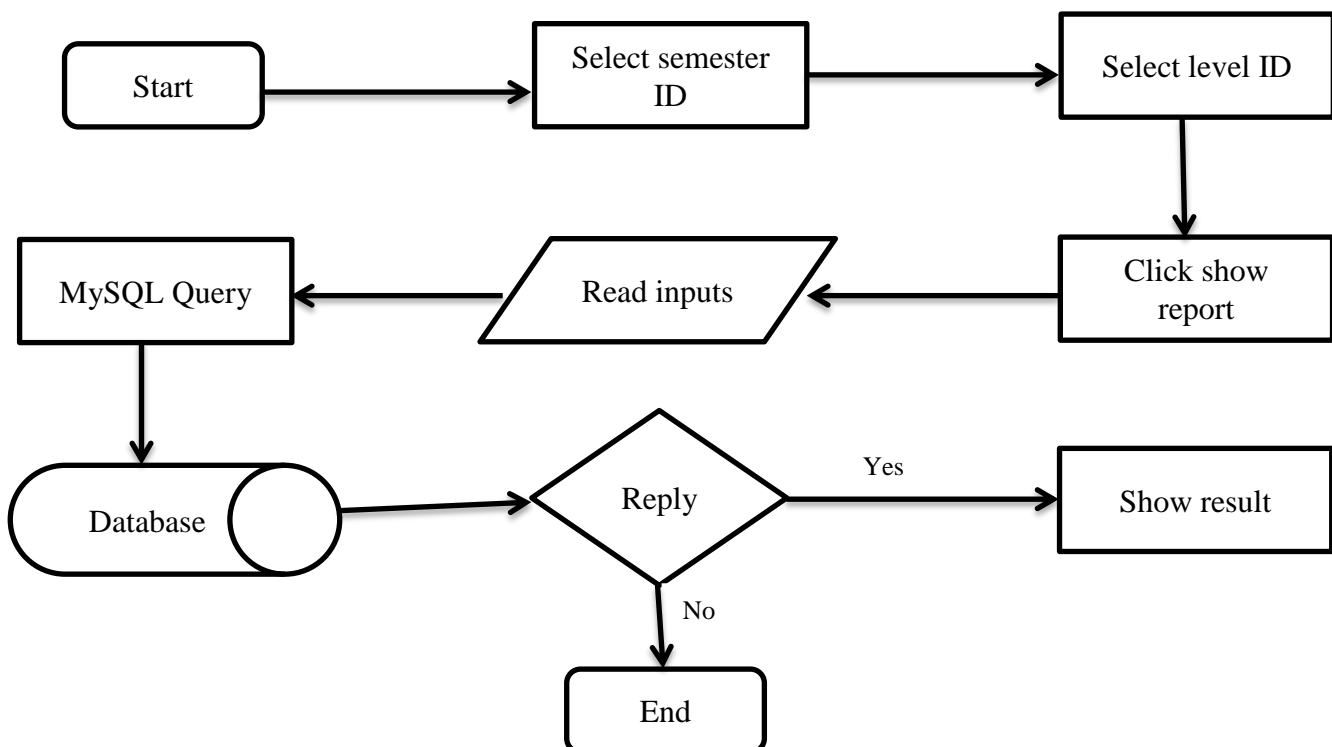 Start
Select semester
ID
Select level ID
Click show
report
Read inputs
MySQL Query
Database
Reply
Yes
Show result
No
End